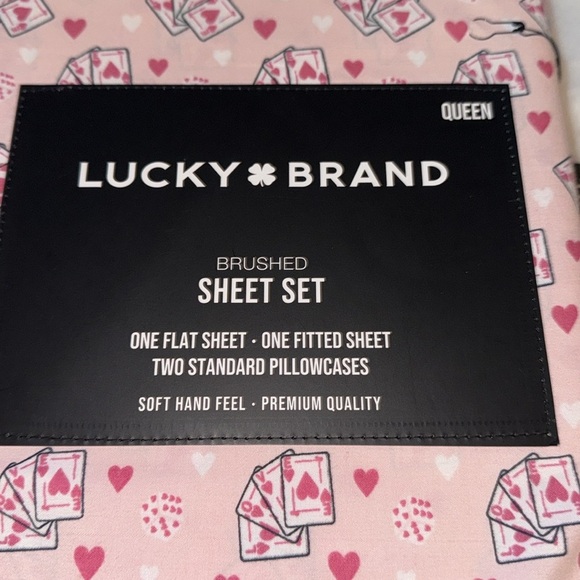 QUEEN
LUCKY BRAND
BRUSHED
SHEET SET
ONE FLAT SHEET · ONE FITTED SHEET
TWO STANDARD PILLOWCASES
SOFT HAND FEEL · PREMIUM QUALITY